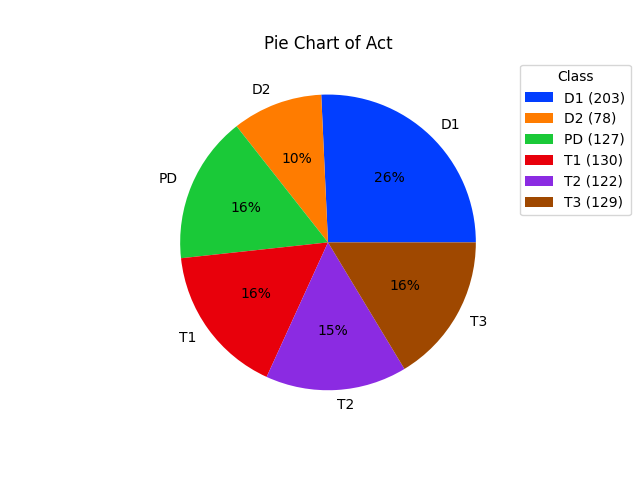 Pie Chart of Act
Class
D1 (203)
D2 (78)
PD (127)
T1 (130)
T2 (122)
T3 (129)
D2
D1
PD
T1
T2
T3
10%
26%
16%
16%
15%
16%